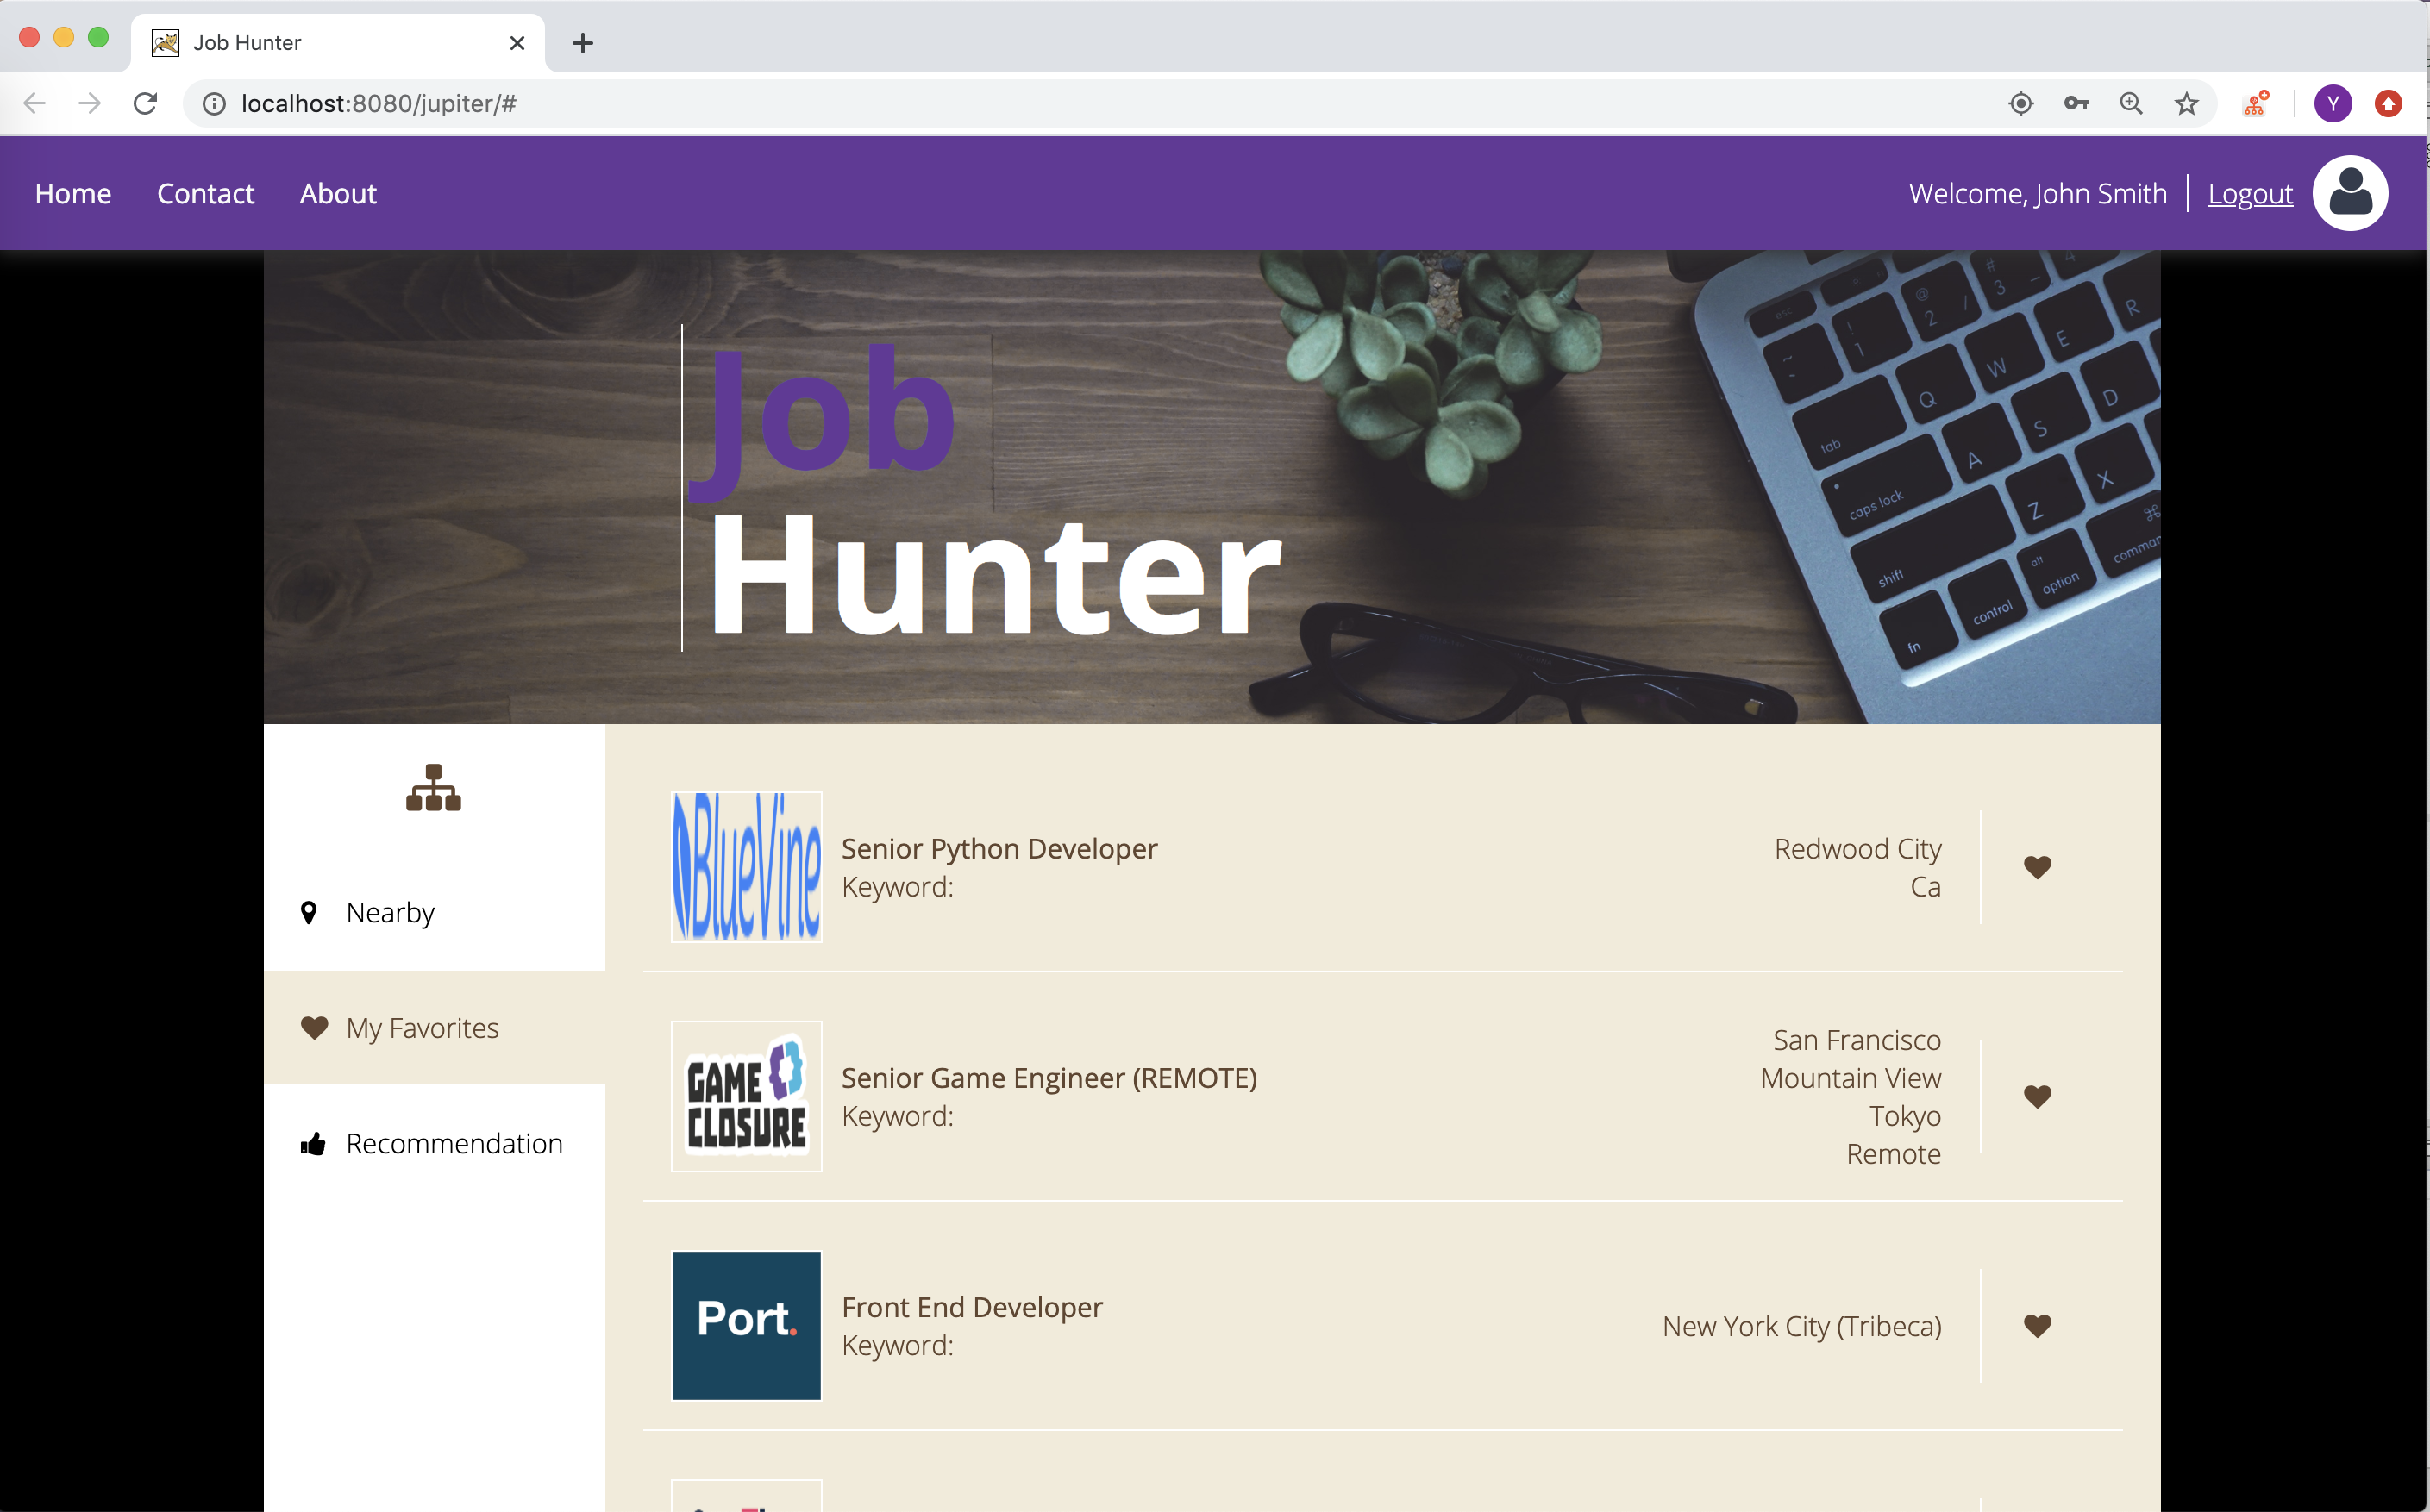 Job Hunter
localhost:8080/jupiter/#
Y
Home Contact About
Welcome, John Smith Logout
Job
Hunter
esc
~
-
!
1
@
2 /
#
3 _
4
Q W E R
tab
A S D
caps lock
Z X
shift
fn control
alt
option
⌘
comman
BlueVine
Senior Python Developer
Keyword:
Redwood City
Ca
Nearby
My Favorites
Recommendation
GAME
CLOSURE
Senior Game Engineer (REMOTE)
Keyword:
San Francisco
Mountain View
Tokyo
Remote
Port.
Front End Developer
Keyword:
New York City (Tribeca)